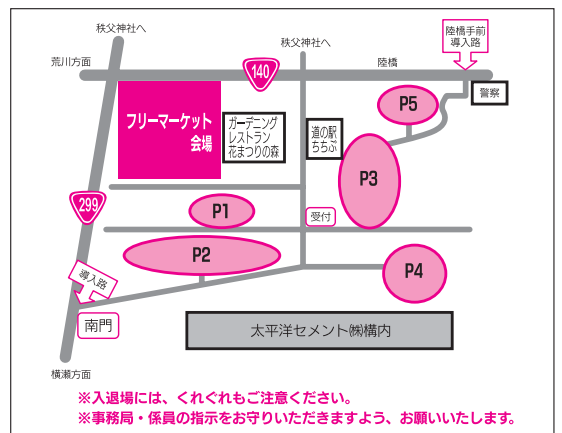 秩父神社へ
秩父神社へ
陸橋手前
導入路
荒川方面
140
陸橋
警察
P5
フリーマーケット
会場
ガーデニング
レストラン
花まつりの森
道の駅
ちちぶ
P3
299
P1
受付
P2
P4
導入路
南門
太平洋セメント㈱構内
横瀬方面
※入退場には、くれぐれもご注意ください。
※事務局・係員の指示をお守りいただきますよう、お願いいたします。